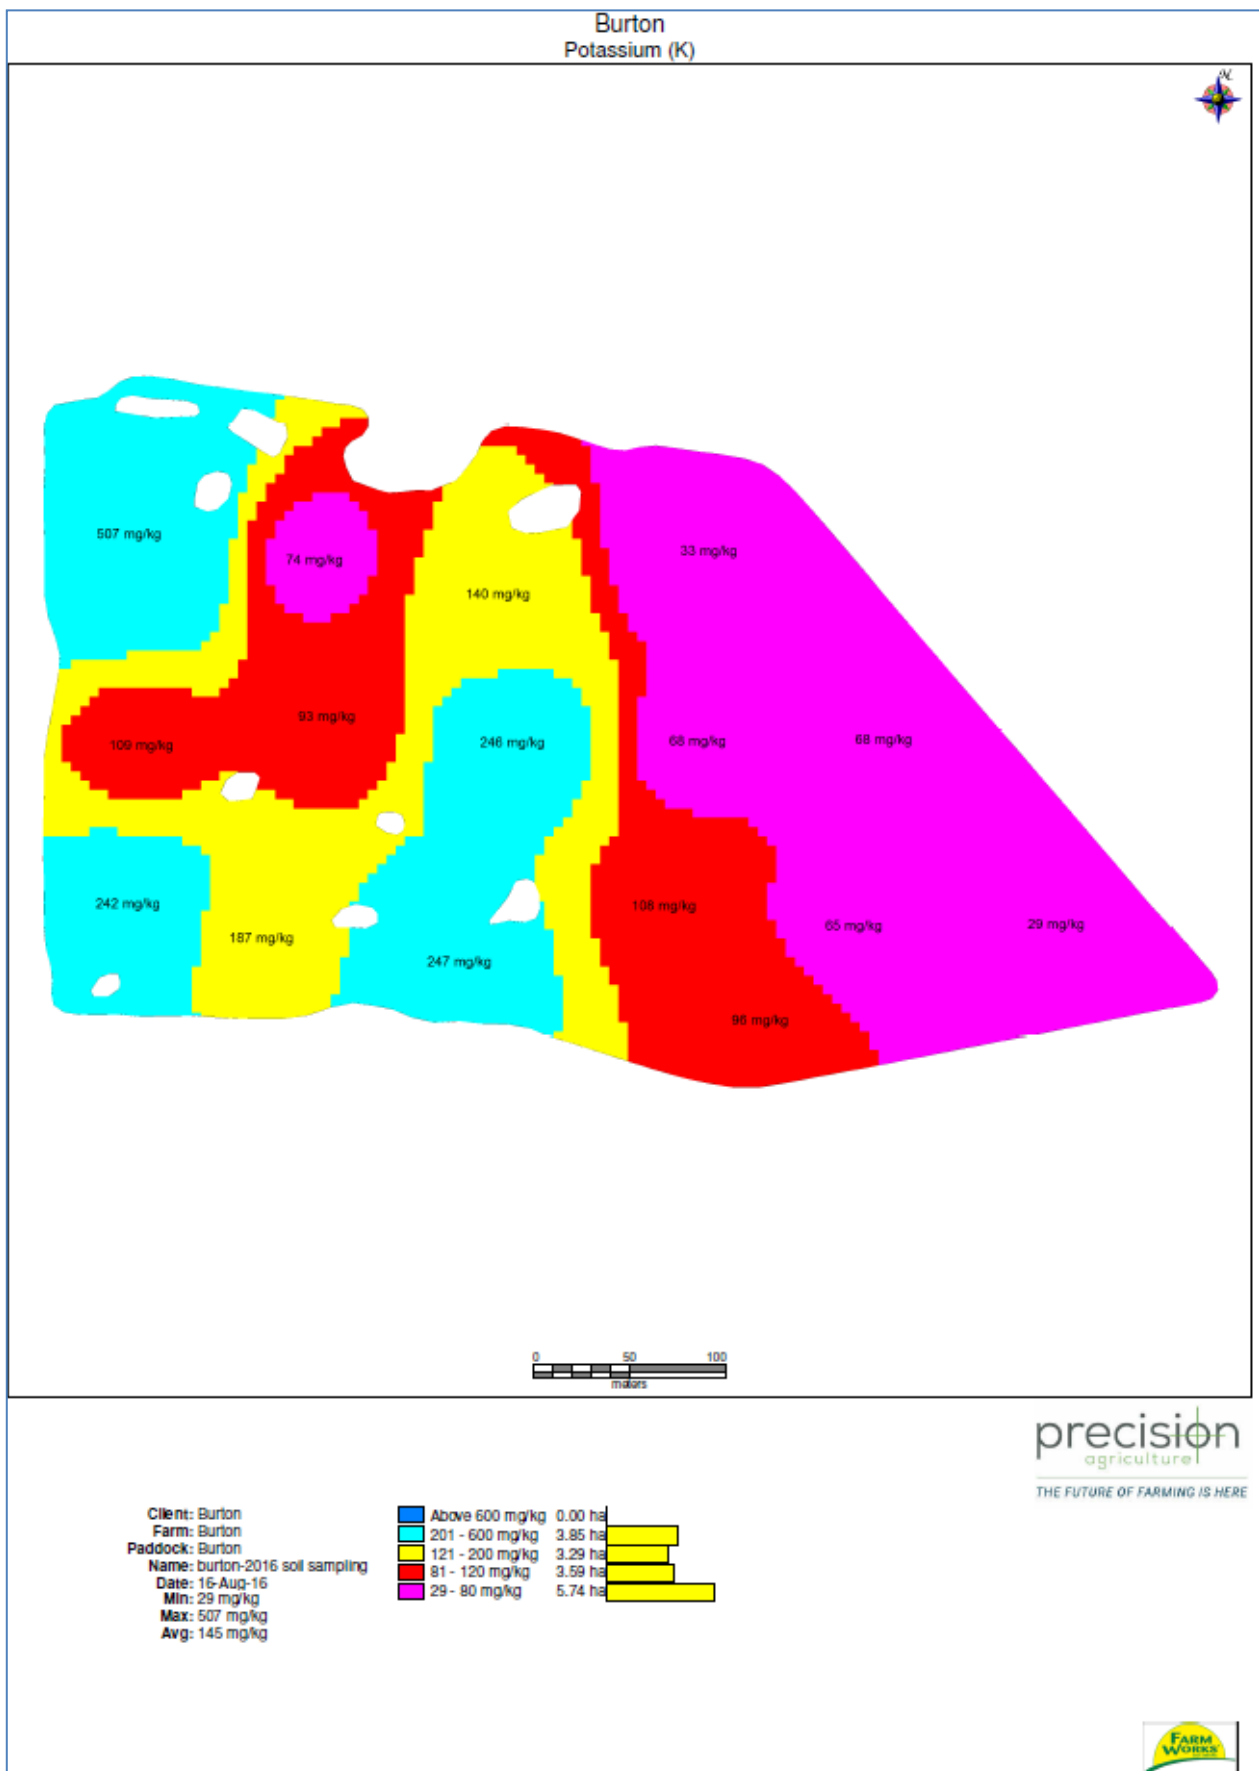 Burton
Potassium (K)
N
507 mg/kg
33 mg/kg
74 mg/kg
140 mg/kg
93 mg/kg
109 mg/kg
246 mg/kg
68 mg/kg
68 mg/kg
242 mg/kg
108 mg/kg
187 mg/kg
65 mg/kg
29 mg/kg
247 mg/kg
96 mg/kg
0 50 100
meters
precision
agriculture
THE FUTURE OF FARMING IS HERE
Client: Burton
Farm: Burton
Paddock: Burton
Name: burton-2016 soil sampling
Date: 16-Aug-16
Min: 29 mg/kg
Max: 507 mg/kg
Avg: 145 mg/kg
Above 600 mg/kg 0.00 ha
201 - 600 mg/kg 3.85 ha
121 - 200 mg/kg 3.29 ha
81 - 120 mg/kg 3.59 ha
29 - 80 mg/kg 5.74 ha
FARM
WORKS